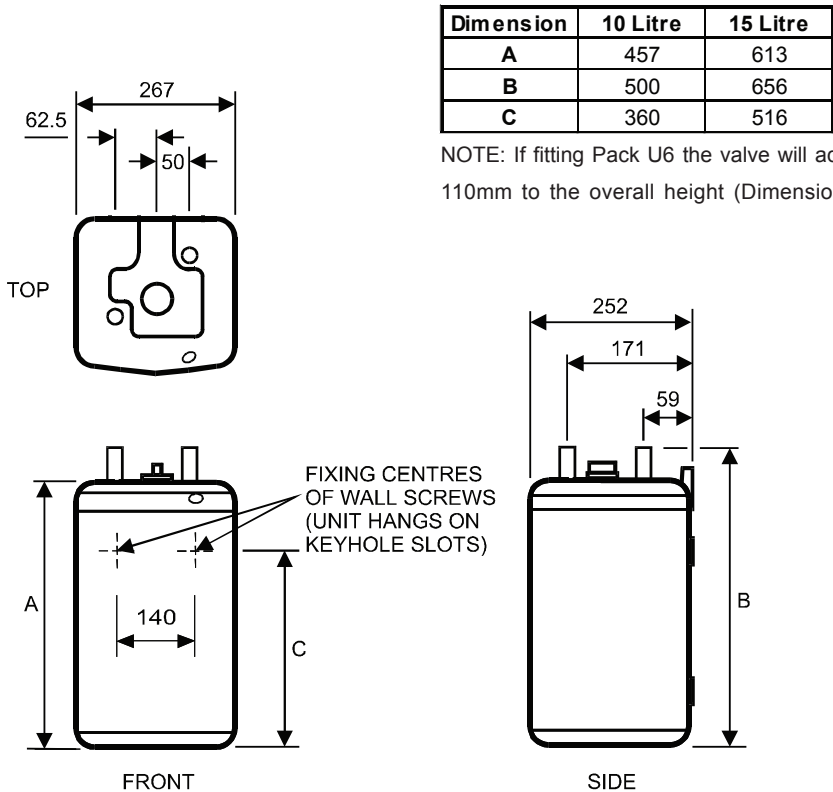 Dimension 10 Litre 15 Litre
A 457 613
B 500 656
C 360 516
NOTE: If fitting Pack U6 the valve will
110mm to the overall height
267
62.5
50
TOP
252
171
59
FIXING CENTRES
OF WALL SCREWS
(UNIT HANGS ON
KEYHOLE SLOTS)
A
140
C
B
FRONT
SIDE